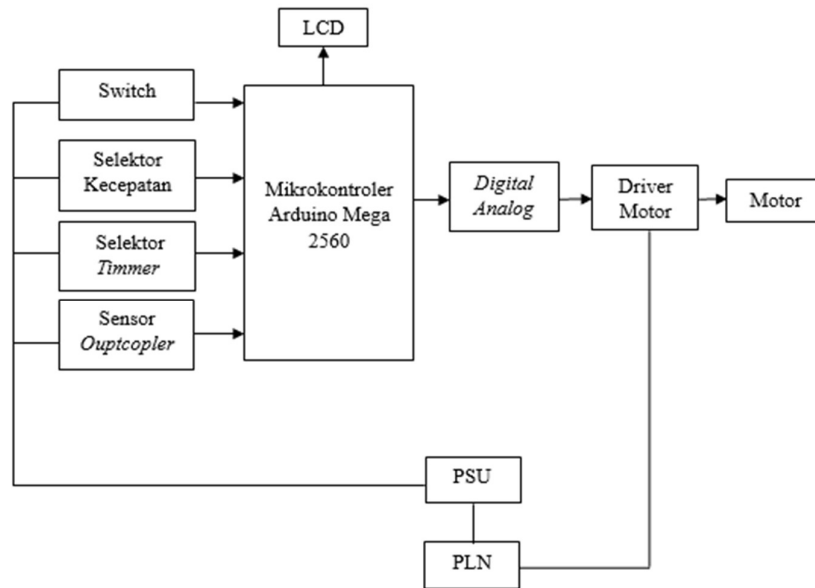 LCD
Switch
Selektor
Kecepatan
Selektor
Timmer
Sensor
Ouptcopler
Mikrokontroler
Arduino Mega
2560
Digital
Analog
Driver
Motor
Motor
PSU
PLN